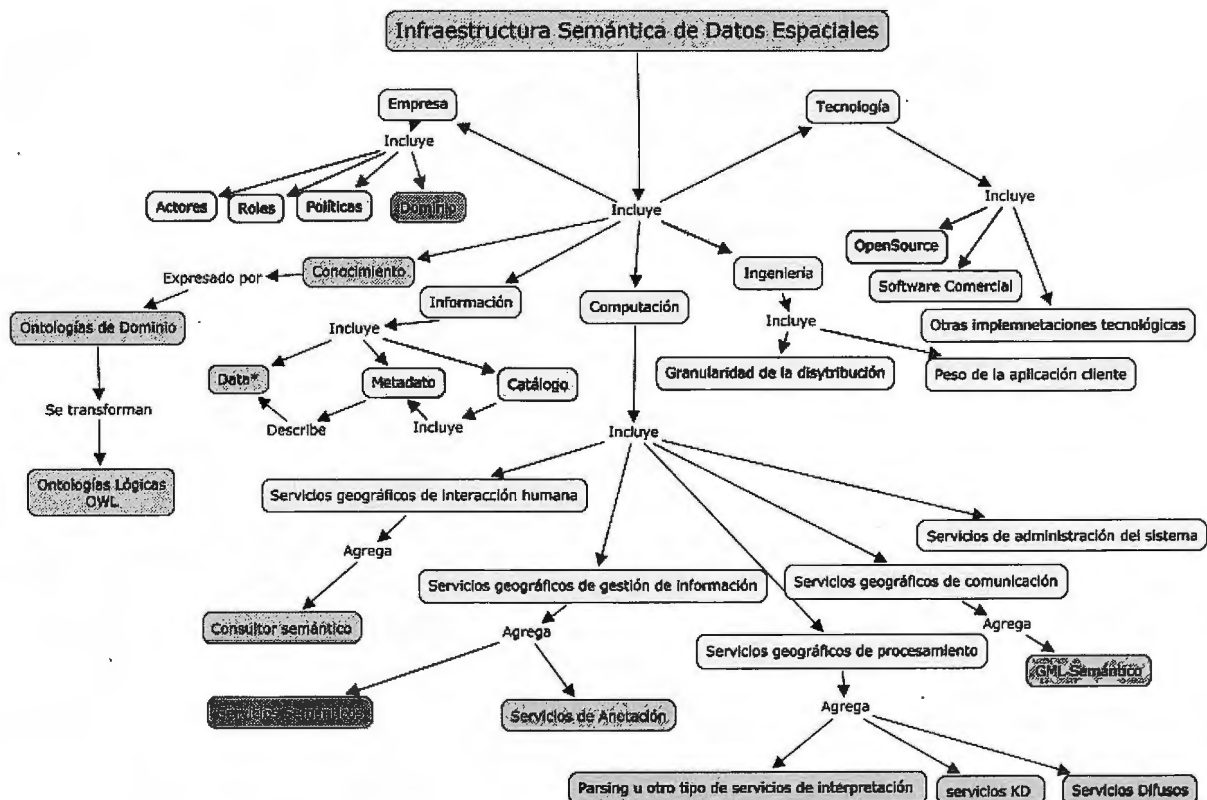 Infraestructura Semántica de Datos Espaciales
Empresa
Tecnología
Incluye
Actores
Roles
Políticas
Dominio
Incluye
Incluye
OpenSource
Software Comercial
Otras implemnetaciones tecnológicas
Expresado por
Conocimiento
Ingeniería
Información
Computación
Ontologías de Dominio
Incluye
Incluye
Data*
Metadato
Catálogo
Granularidad de la disytribución
Peso de la aplicación cliente
Se transforman
Describe
Incluye
Incluye
Ontologías Lógicas
OWL
Servicios geográficos de interacción humana
Servicios de administración del sistema
Agrega
Servicios geográficos de gestión de información
Servicios geográficos de comunicación
Consultor semántico
Agrega
Agrega
Servicios geográficos de procesamiento
GML Semántico
Servicios Semánticos
Servicios de Anotación
Agrega
Parsing u otro tipo de servicios de interpretación
servicios KD
Servicios Difusos